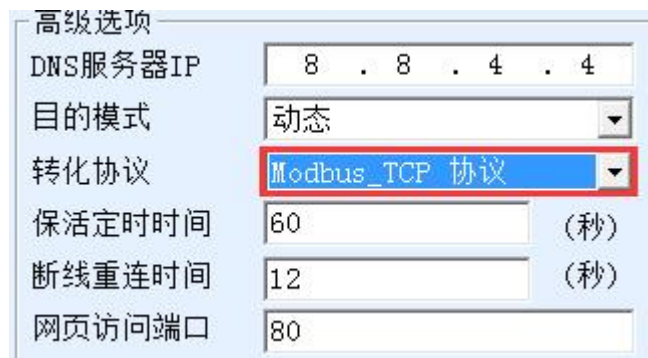 高级选项
DNS服务器IP 8 . 8 . 4 . 4
目的模式 动态
转化协议 Modbus_TCP 协议
保活定时时间 60 (秒)
断线重连时间 12 (秒)
网页访问端口 80